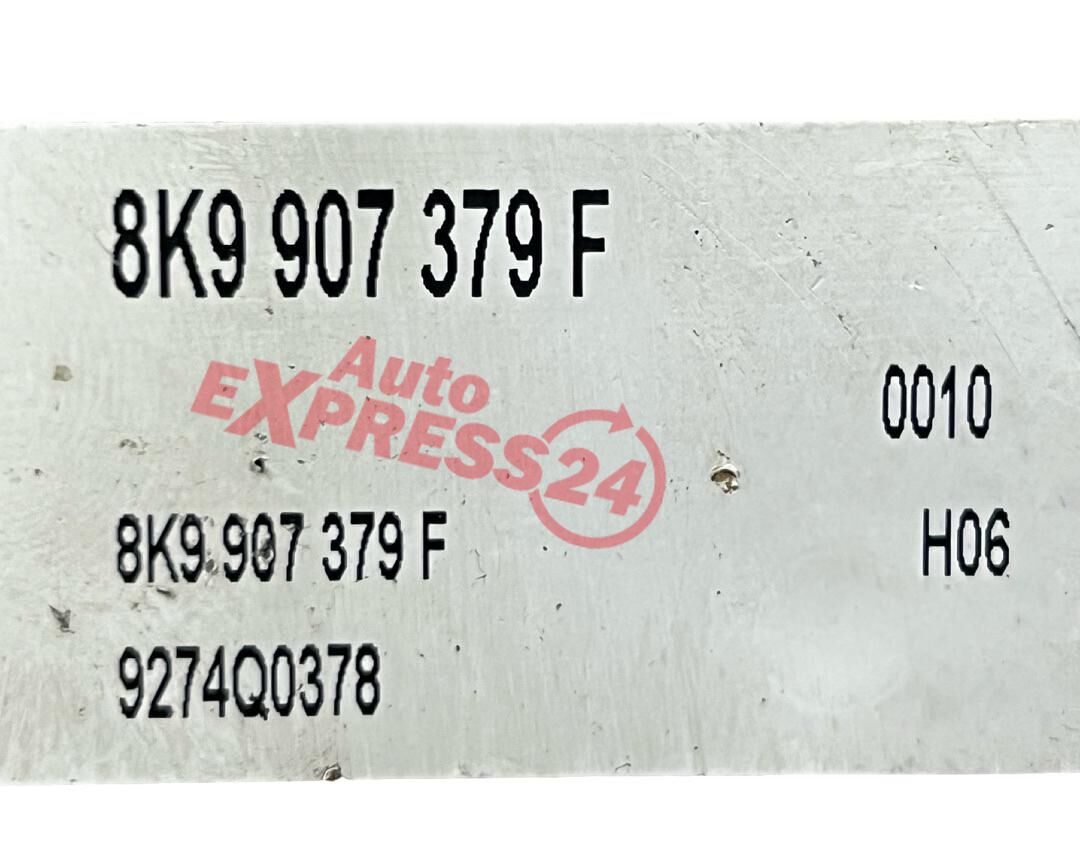 8K9 907 379 F
Auto
EXPRESS24
0010
8K9 907 379 F
H06
9274Q0378